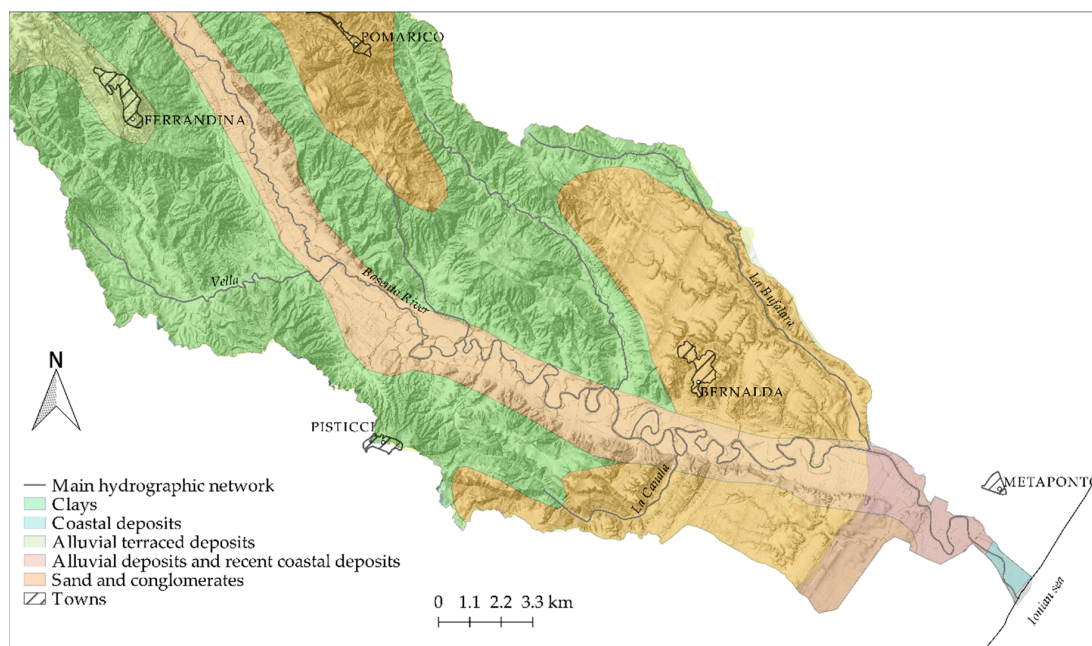 POMARICO
FERRANDINA
Vella
Basento River
La Bufalara
BERNALDA
N
PISTICCI
La Canala
METAPONTO
Main hydrographic network
Clays
Coastal deposits
Alluvial terraced deposits
Alluvial deposits and recent coastal deposits
Sand and conglomerates
Towns
0 1.1 2.2 3.3 km
Ionian sea